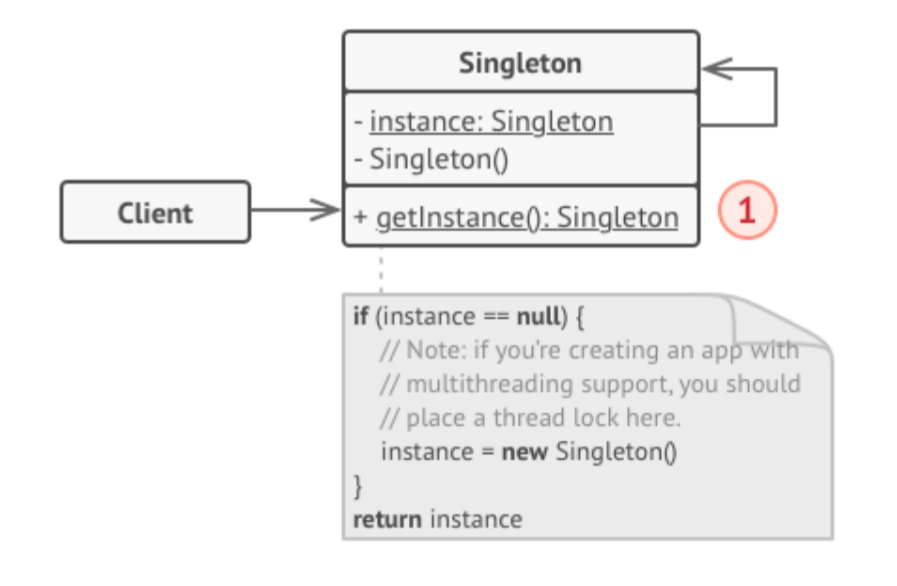 Singleton
- instance: Singleton
- Singleton()
Client
+ getInstance(): Singleton
1
if (instance == null) {
// Note: if you're creating an app with
// multithreading support, you should
// place a thread lock here.
instance = new Singleton()
}
return instance